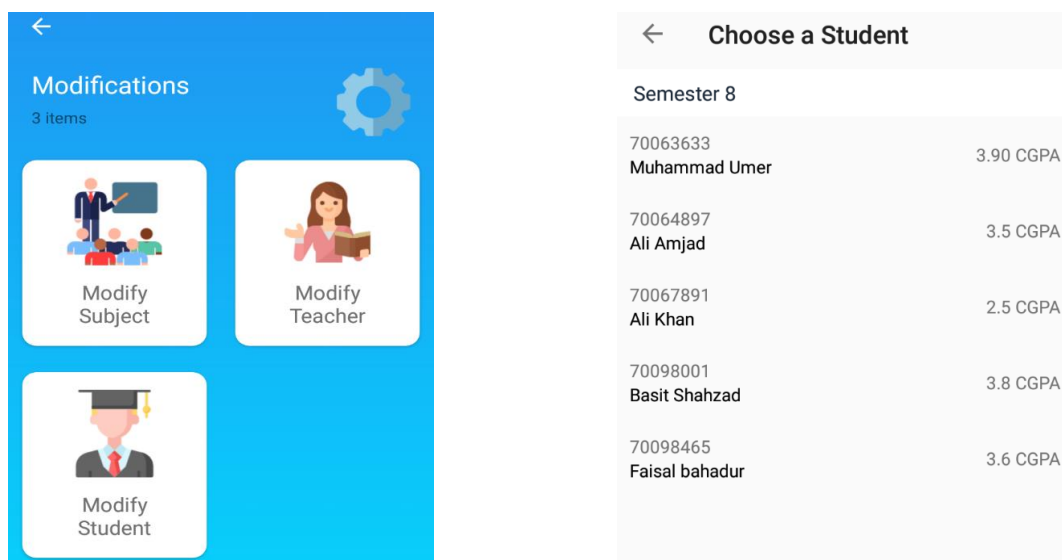 Modifications
3 items
Modify
Subject
Modify
Teacher
Modify
Student
Choose a Student
Semester 8
70063633
Muhammad Umer
3.90 CGPA
70064897
Ali Amjad
3.5 CGPA
70067891
Ali Khan
2.5 CGPA
70098001
Basit Shahzad
3.8 CGPA
70098465
Faisal bahadur
3.6 CGPA